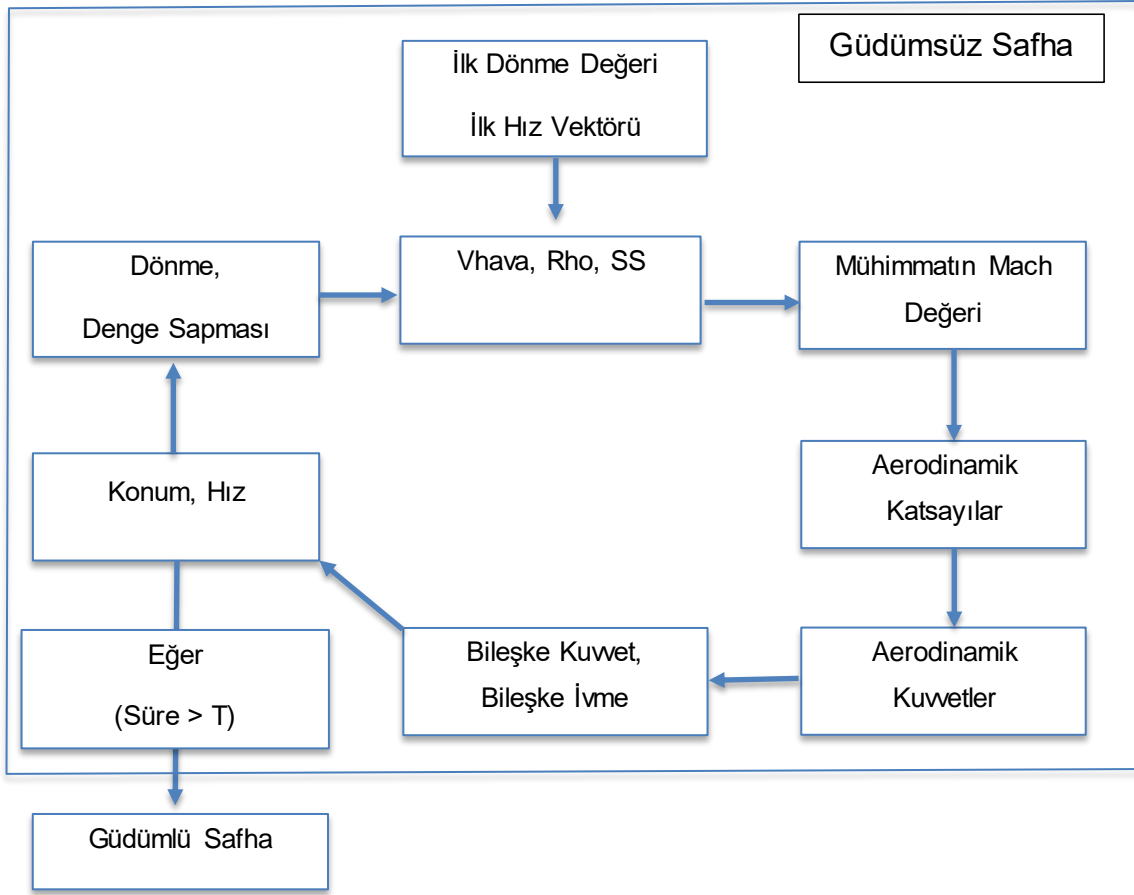 Güdümsüz Safha
İlk Dönme Değeri
İlk Hız Vektörü
Dönme,
Denge Sapması
Vhava, Rho, SS
Mühimmatın Mach
Değeri
Konum, Hız
Aerodinamik
Katsayılar
Eğer
(Süre > T)
Bileşke Kuvvet,
Bileşke İvme
Aerodinamik
Kuvvetler
Güdümlü Safha